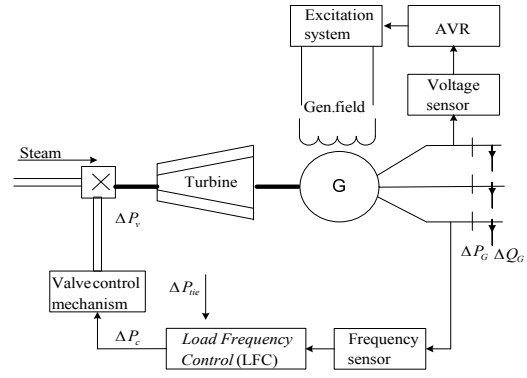 Excitation
system
AVR
Voltage
sensor
Gen.field
Steam
Turbine
G
ΔP_v
ΔP_G
ΔQ_G
Valve control
mechanism
ΔP_tie
ΔP_c
Load Frequency
Control (LFC)
Frequency
sensor